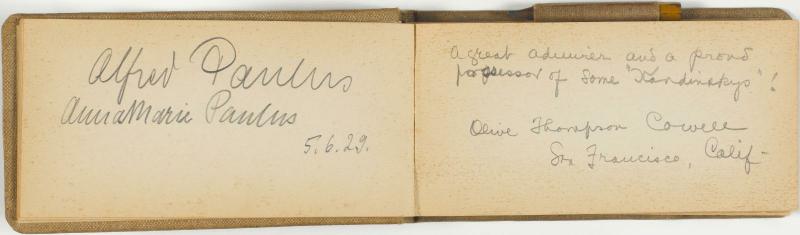 Alfred Paulus
AnnaMarie Paulus
5.6.29.
A great admirer and a proud
possessor of some "Kandinskys"!
Olive Thompson Cowell
San Francisco, Calif-